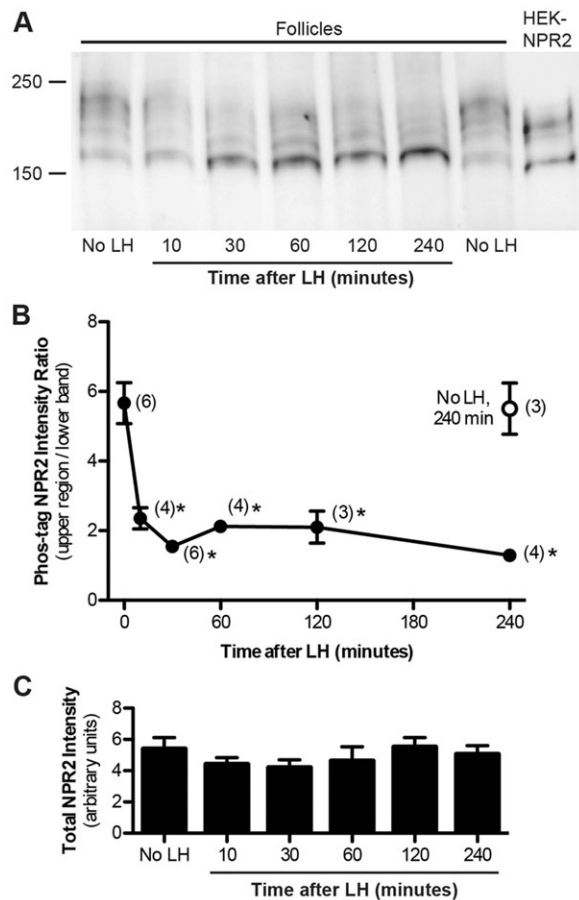 A
Follicles
HEK-
NPR2
250
150
No LH 10 30 60 120 240 No LH
Time after LH (minutes)
B
Phos-tag NPR2 Intensity Ratio
(upper region / lower band)
8
6
4
2
0
(6)
(4)*
(6)*
(4)*
(3)*
(4)*
No LH,
240 min
(3)
0 60 120 180 240
Time after LH (minutes)
C
Total NPR2 Intensity
(arbitrary units)
8
6
4
2
0
No LH 10 30 60 120 240
Time after LH (minutes)